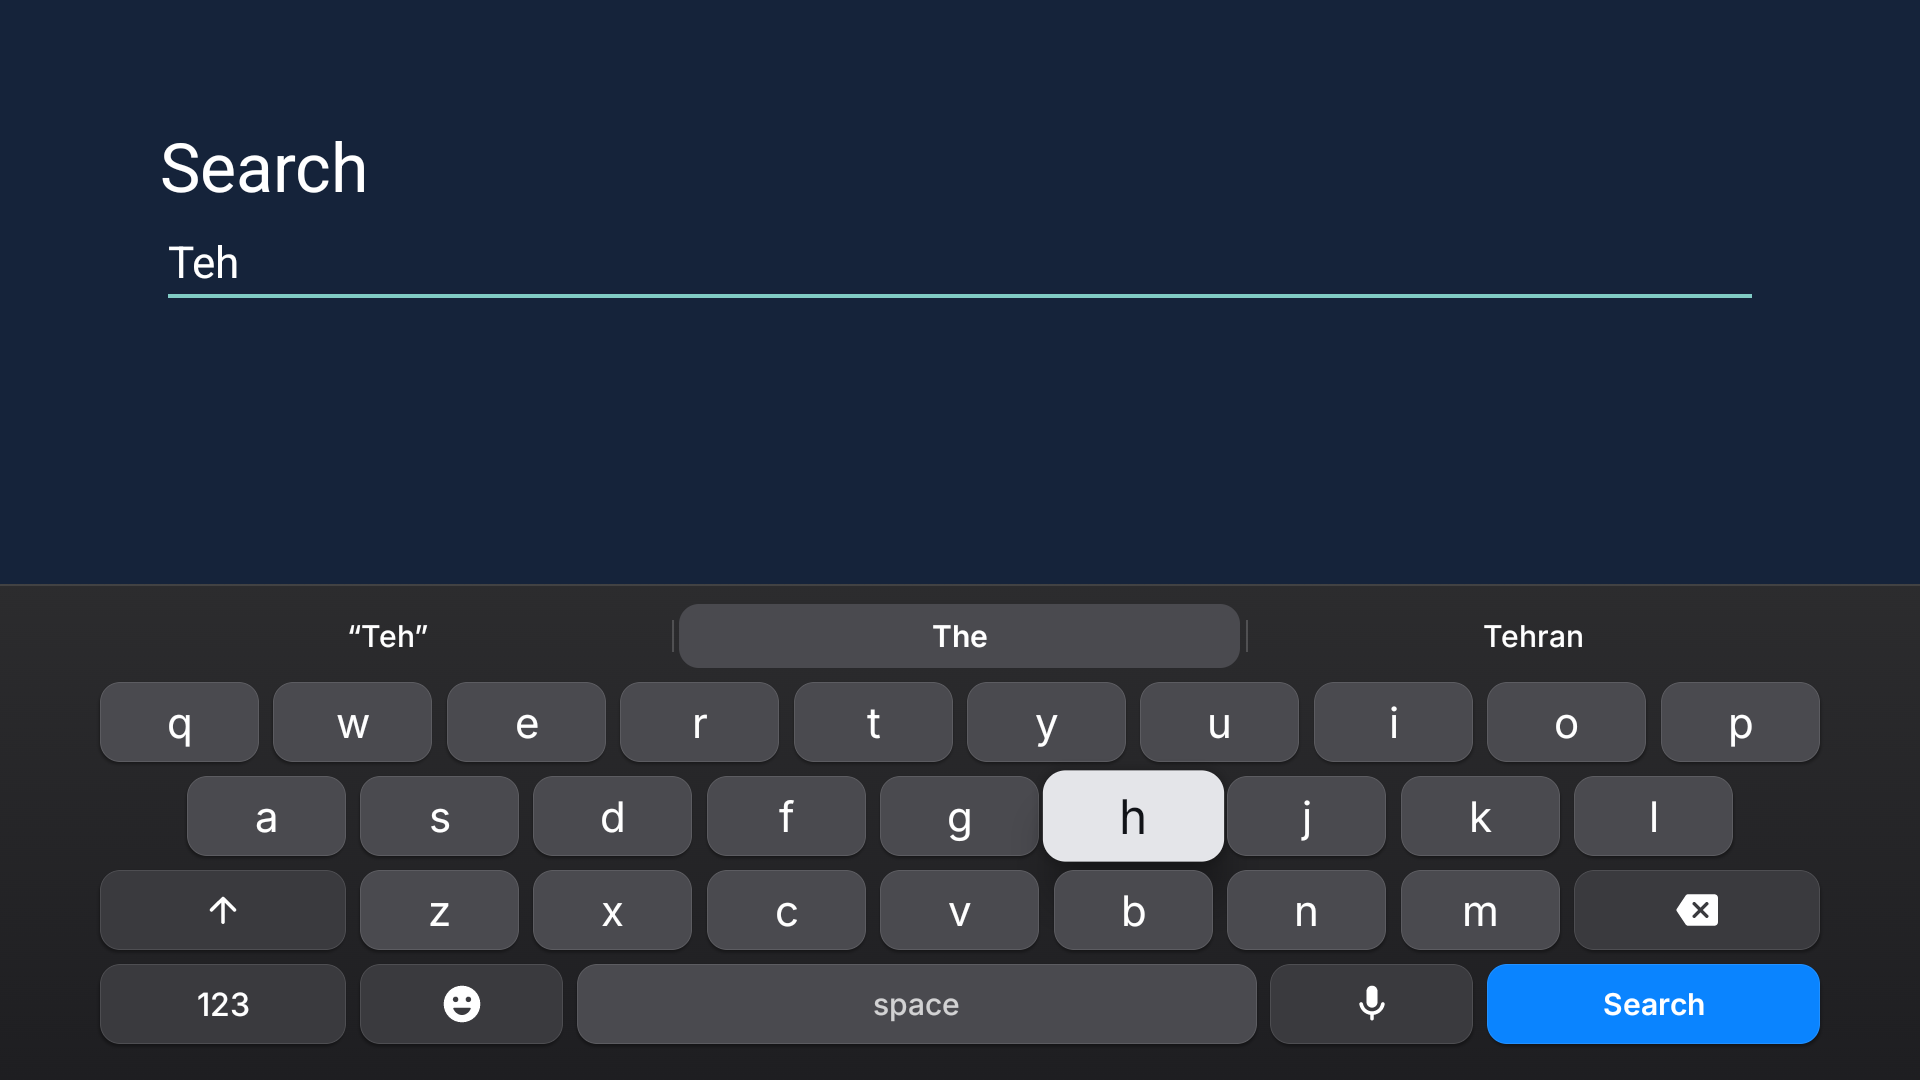 Search
Teh
“Teh” The Tehran
q w e r t y u i o p
a s d f g h j k l
z x c v b n m
123 space Search